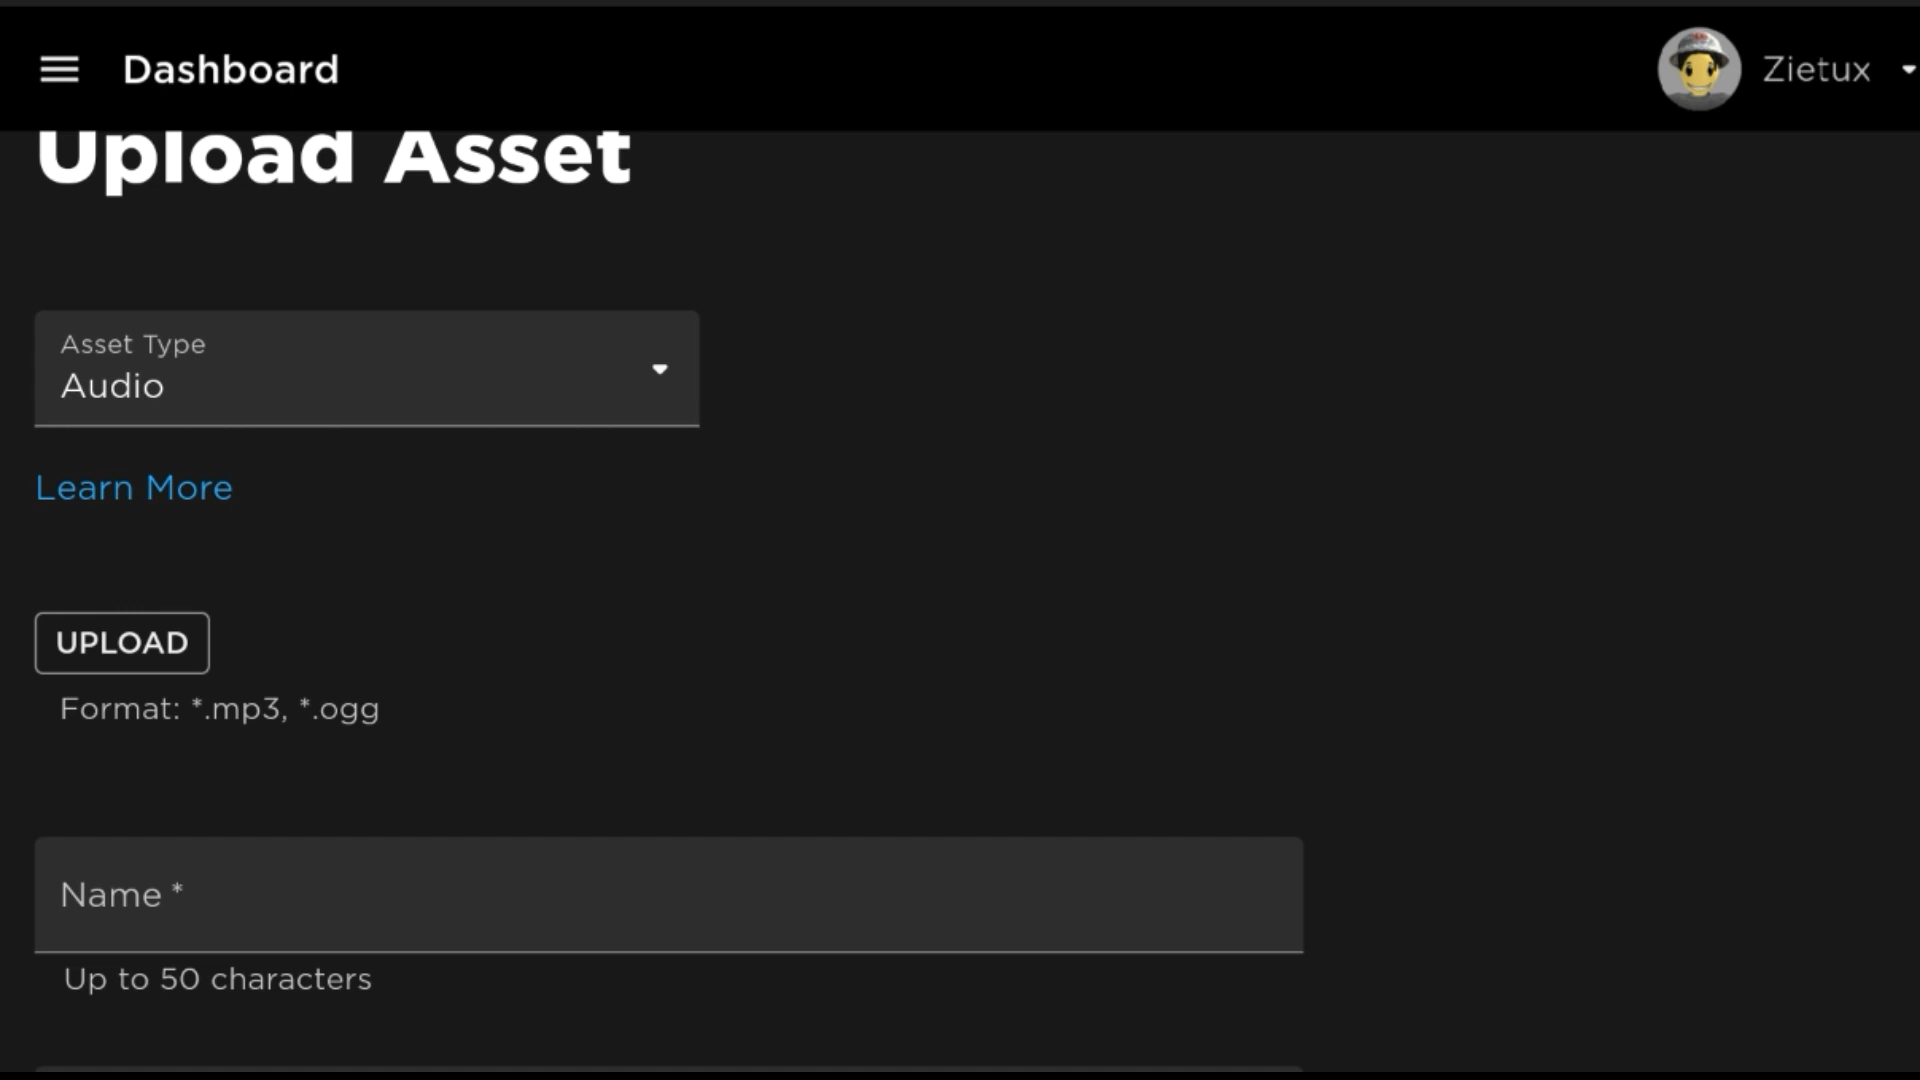 Dashboard
Zietux
Upload Asset
Asset Type
Audio
Learn More
UPLOAD
Format: *.mp3, *.ogg
Name *
Up to 50 characters